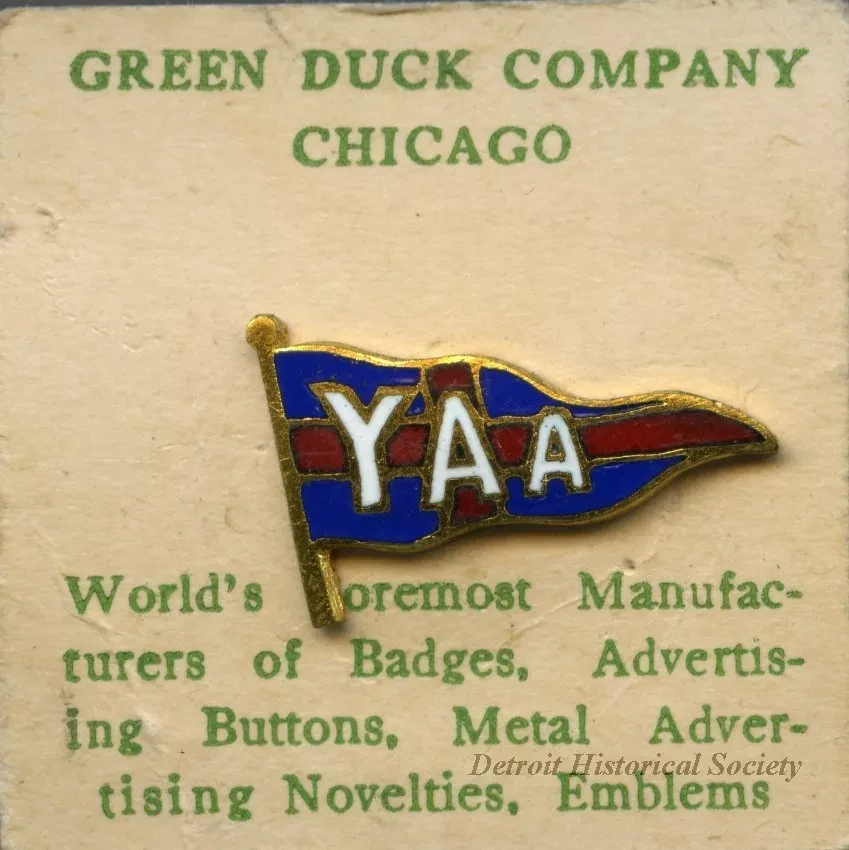 GREEN DUCK COMPANY
CHICAGO
YAA
World's oremost Manufac-
turers of Badges, Advertis-
ing Buttons, Metal Adver-
tising Novelties, Emblems
Detroit Historical Society